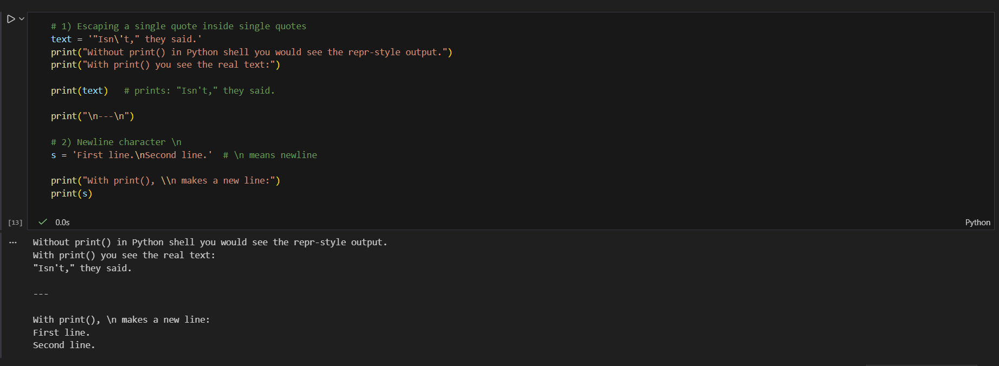 # 1) Escaping a single quote inside single quotes
text = '"Isn\'t," they said.'
print("Without print() in Python shell you would see the repr-style output.")
print("With print() you see the real text:")
print(text)   # prints: "Isn't," they said.
print("\n---\n")
# 2) Newline character \n
s = 'First line.\nSecond line.'  # \n means newline
print("With print(), \\n makes a new line:")
print(s)
[13] 0.0s Python
Without print() in Python shell you would see the repr-style output.
With print() you see the real text:
"Isn't," they said.
---
With print(), \n makes a new line:
First line.
Second line.